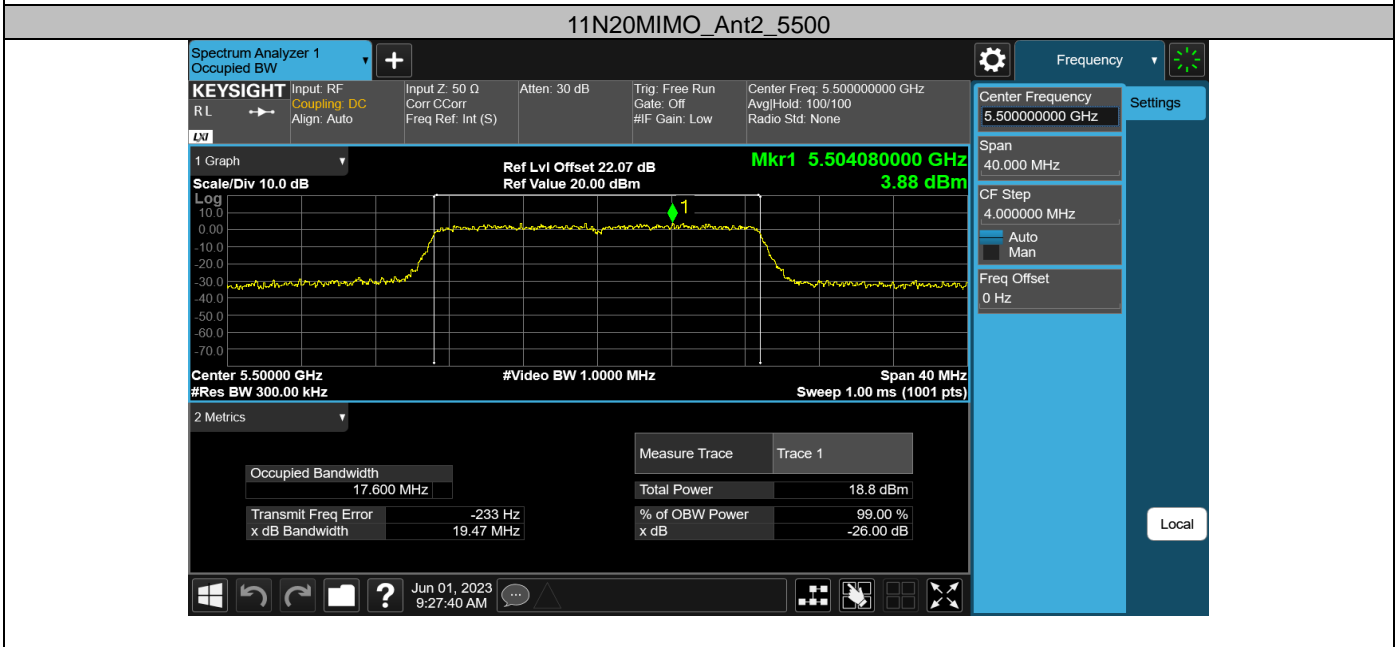 11N20MIMO_Ant2_5500
Spectrum Analyzer 1
Occupied BW
+
Frequency
KEYSIGHT
R L
LXI
Input: RF
Coupling: DC
Align: Auto
Input Z: 50 Ω
Corr CCorr
Freq Ref: Int (S)
Atten: 30 dB
Trig: Free Run
Gate: Off
#IF Gain: Low
Center Freq: 5.500000000 GHz
Avg|Hold: 100/100
Radio Std: None
Center Frequency
5.500000000 GHz
Settings
Span
40.000 MHz
CF Step
4.000000 MHz
Auto
Man
Freq Offset
0 Hz
Local
1 Graph
Scale/Div 10.0 dB
Ref Lvl Offset 22.07 dB
Ref Value 20.00 dBm
Mkr1 5.504080000 GHz
3.88 dBm
Log
10.0
0.00
-10.0
-20.0
-30.0
-40.0
-50.0
-60.0
-70.0
1
Center 5.50000 GHz
#Res BW 300.00 kHz
#Video BW 1.0000 MHz
Span 40 MHz
Sweep 1.00 ms (1001 pts)
2 Metrics
Measure Trace Trace 1
Occupied Bandwidth
17.600 MHz
Total Power 18.8 dBm
Transmit Freq Error -233 Hz
x dB Bandwidth 19.47 MHz
% of OBW Power 99.00 %
x dB -26.00 dB
?
Jun 01, 2023
9:27:40 AM